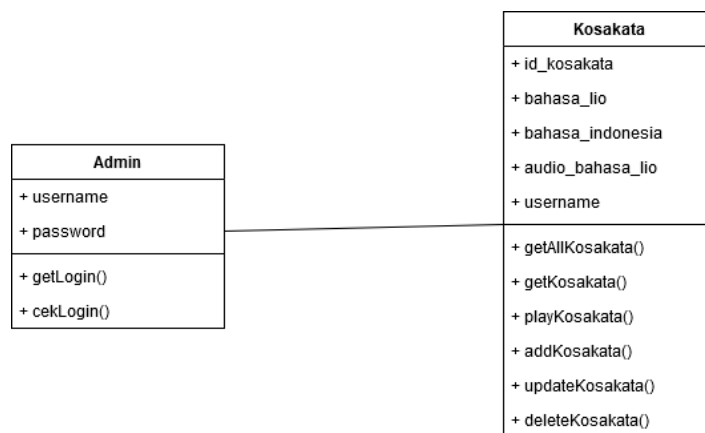 Admin
+ username
+ password
+ getLogin()
+ cekLogin()
Kosakata
+ id_kosakata
+ bahasa_lio
+ bahasa_indonesia
+ audio_bahasa_lio
+ username
+ getAllKosakata()
+ getKosakata()
+ playKosakata()
+ addKosakata()
+ updateKosakata()
+ deleteKosakata()